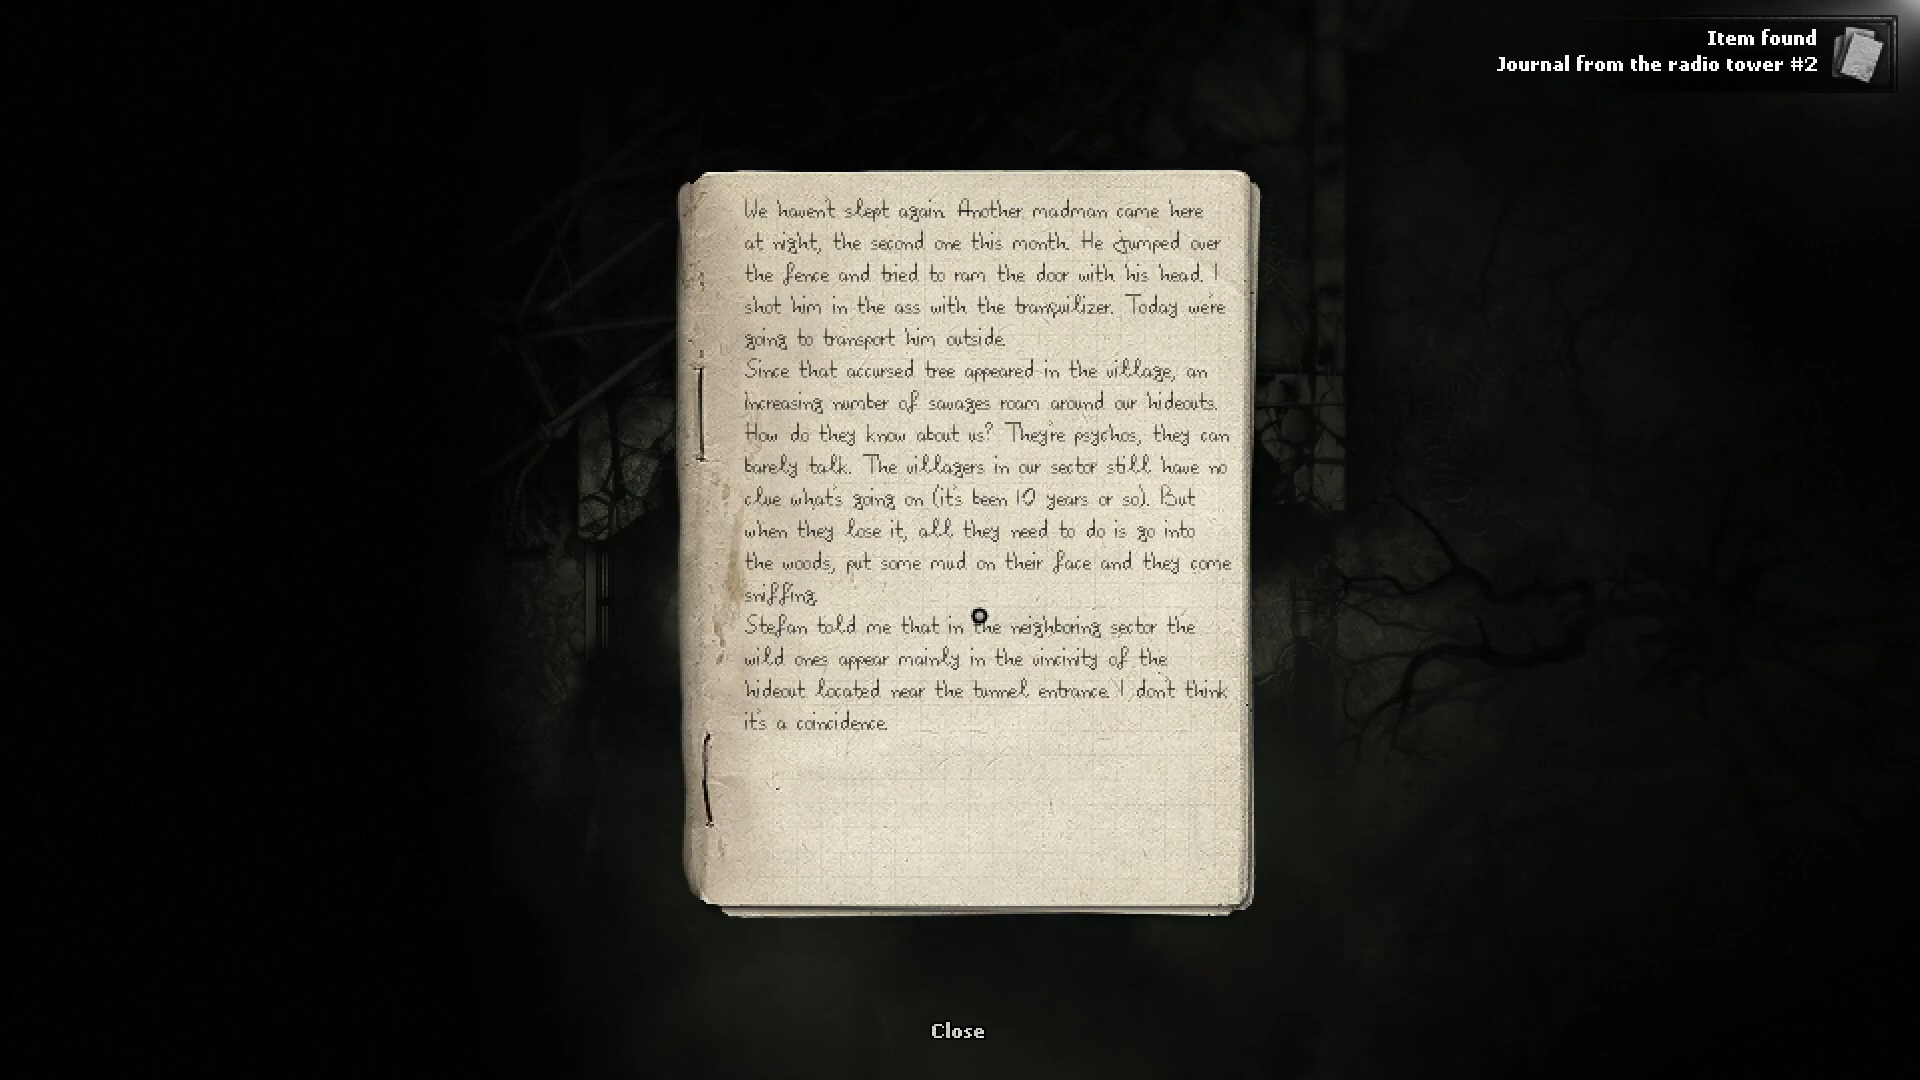 Item found
Journal from the radio tower #2
We haven't slept again. Another madman came here
at night, the second one this month. He jumped over
the fence and tried to ram the door with his head. I
shot him in the ass with the tranquilizer. Today we're
going to transport him outside.
Since that accursed tree appeared in the village, an
increasing number of savages roam around our hideouts.
How do they know about us? They're psychos, they can
barely talk. The villagers in our sector still have no
clue what's going on (it's been 10 years or so). But
when they lose it, all they need to do is go into
the woods, put some mud on their face and they come
sniffing.
Stefan told me that in the neighboring sector the
wild ones appear mainly in the vincinity of the
hideout located near the tunnel entrance. I don't think
it's a coincidence.
Close